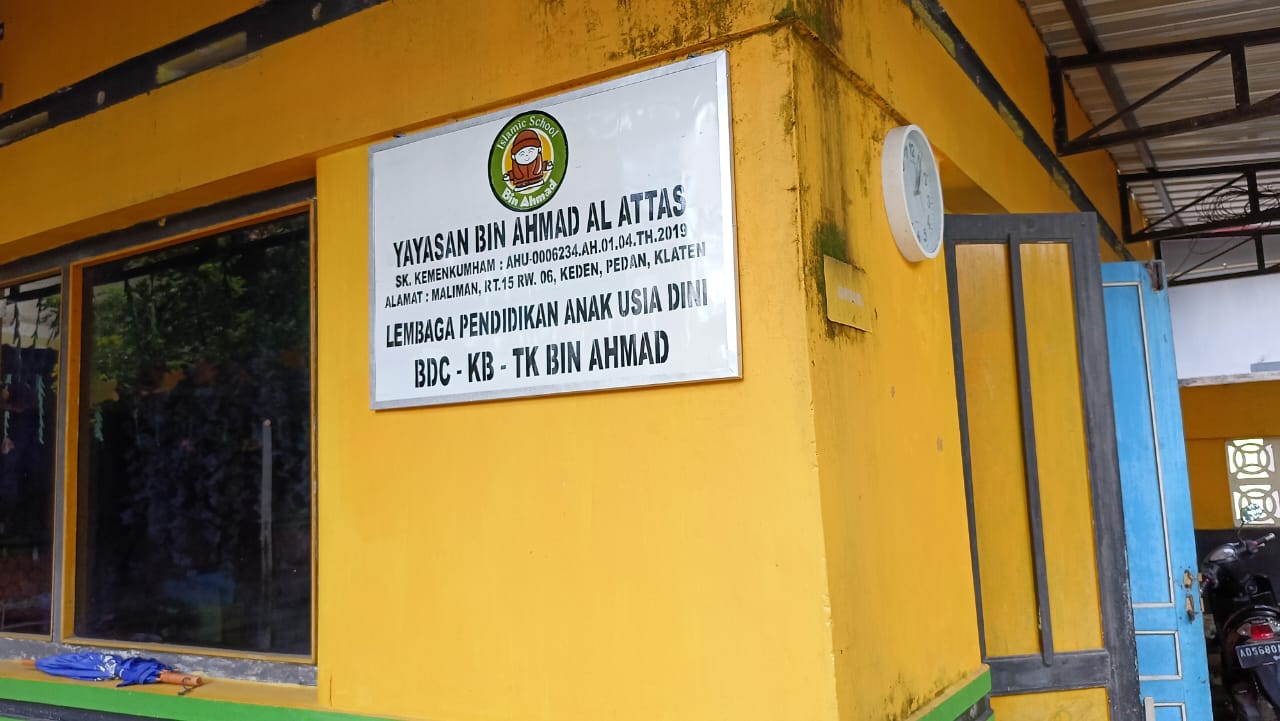 Islamic School
Bin Ahmad
YAYASAN BIN AHMAD AL ATTAS
SK. KEMENKUMHAM : AHU-0006234.AH.01.04.TH.2019
ALAMAT : MALIMAN, RT.15 RW. 06, KEDEN, PEDAN, KLATEN
LEMBAGA PENDIDIKAN ANAK USIA DINI
BDC - KB - TK BIN AHMAD